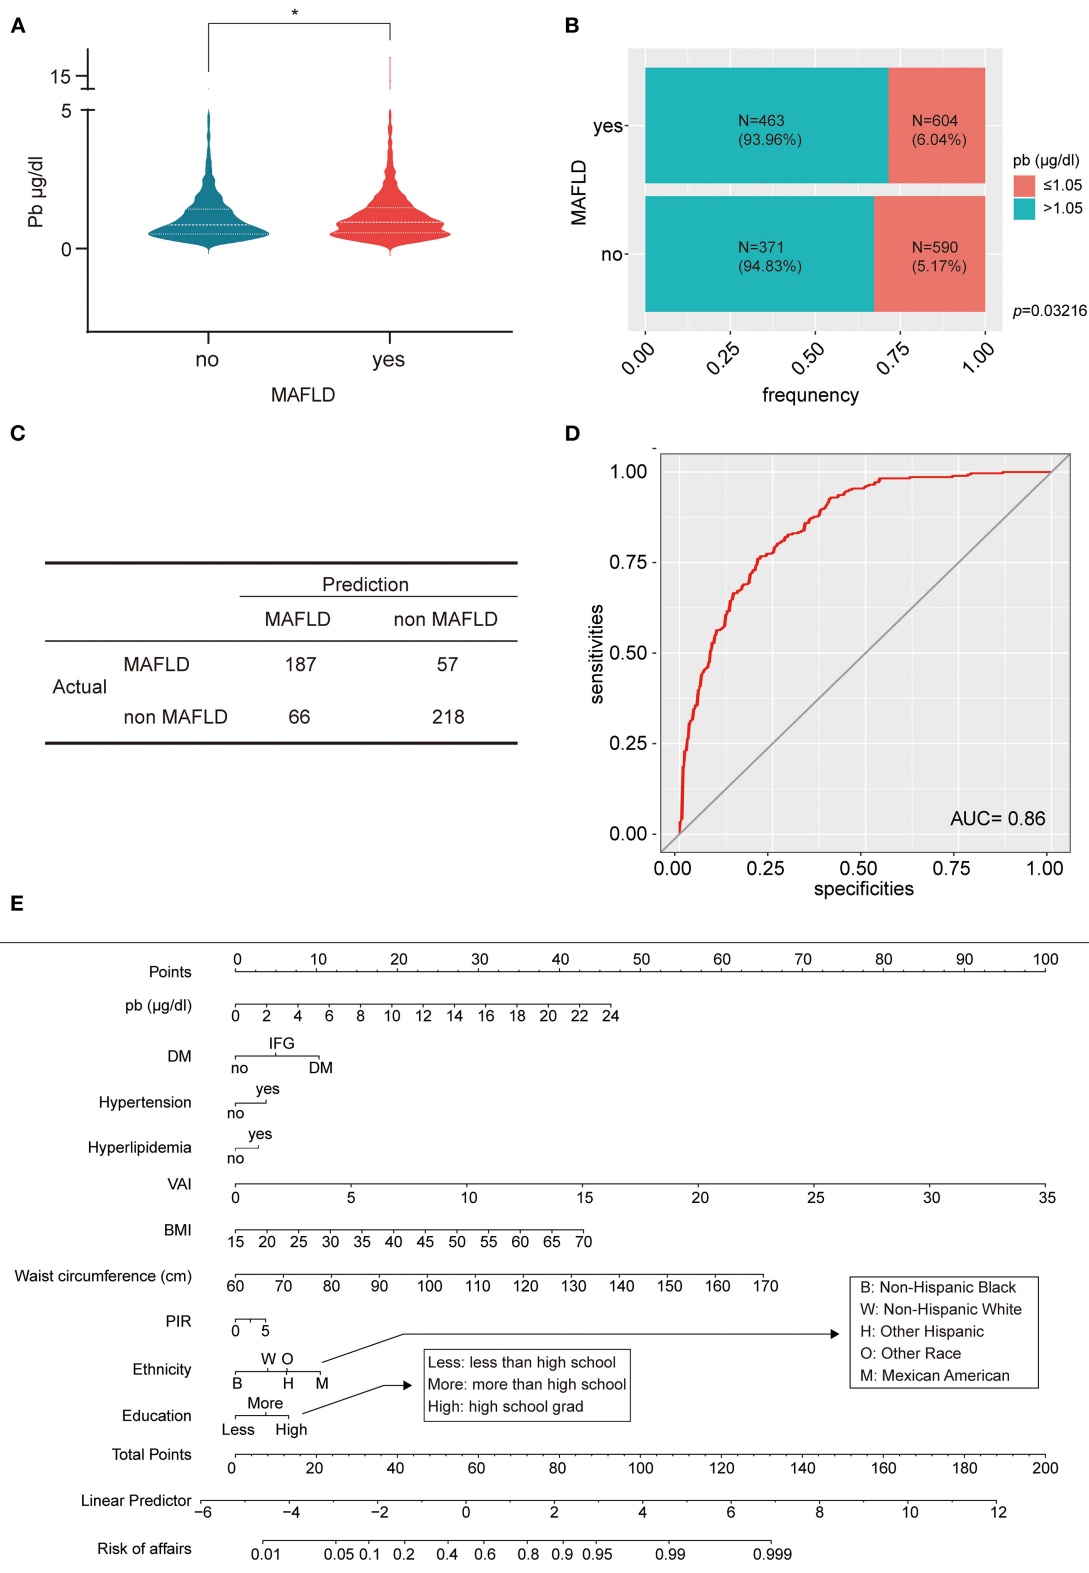 A
*
15
5
0
Pb µg/dl
no yes
MAFLD
B
yes
no
MAFLD
N=463
(93.96%)
N=604
(6.04%)
N=371
(94.83%)
N=590
(5.17%)
pb (µg/dl)
≤1.05
>1.05
p=0.03216
0.00 0.25 0.50 0.75 1.00
frequnency
C
Prediction
MAFLD non MAFLD
Actual
MAFLD 187 57
non MAFLD 66 218
D
1.00
0.75
0.50
0.25
0.00
sensitivities
AUC= 0.86
0.00 0.25 0.50 0.75 1.00
specificities
E
Points
0 10 20 30 40 50 60 70 80 90 100
pb (µg/dl)
0 2 4 6 8 10 12 14 16 18 20 22 24
DM
IFG
no DM
Hypertension
yes
no
Hyperlipidemia
yes
no
VAI
0 5 10 15 20 25 30 35
BMI
15 20 25 30 35 40 45 50 55 60 65 70
Waist circumference (cm)
60 70 80 90 100 110 120 130 140 150 160 170
PIR
0 5
Ethnicity
W O
B H M
B: Non-Hispanic Black
W: Non-Hispanic White
H: Other Hispanic
O: Other Race
M: Mexican American
Education
More
Less High
Less: less than high school
More: more than high school
High: high school grad
Total Points
0 20 40 60 80 100 120 140 160 180 200
Linear Predictor
−6 −4 −2 0 2 4 6 8 10 12
Risk of affairs
0.01 0.05 0.1 0.2 0.4 0.6 0.8 0.9 0.95 0.99 0.999